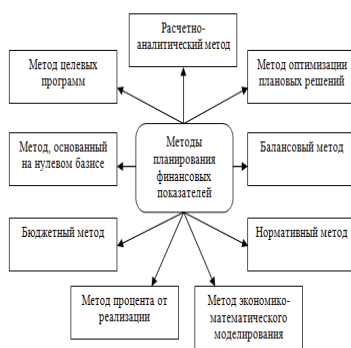 Расчетно-
аналитический метод
Метод целевых
программ
Метод оптимизации
плановых решений
Метод, основанный
на нулевом базисе
Методы
планирования
финансовых
показателей
Балансовый метод
Бюджетный метод
Нормативный метод
Метод процента от
реализации
Метод экономико-
математического
моделирования